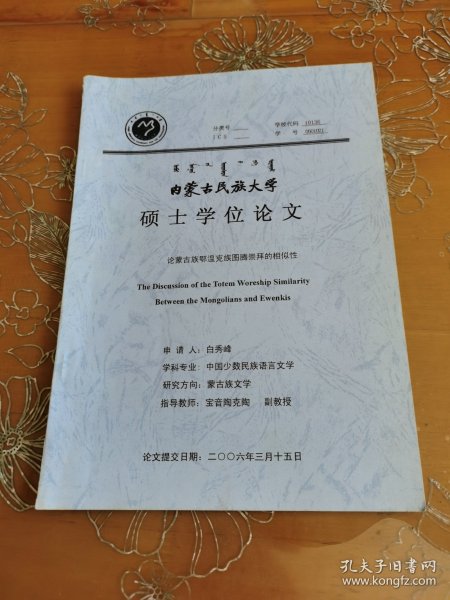 分类号
学校代码 10136
ICS
学 号
内蒙古民族大学
硕士学位论文
论蒙古族鄂温克族图腾崇拜的相似性
The Discussion of the Totem Woreship Similarity
Between the Mongolians and Ewenkis
申 请 人：白秀峰
学科专业：中国少数民族语言文学
研究方向：蒙古族文学
指导教师：宝音陶克陶 副教授
论文提交日期：二〇〇六年三月十五日
孔夫子旧书网
www.kongfz.com